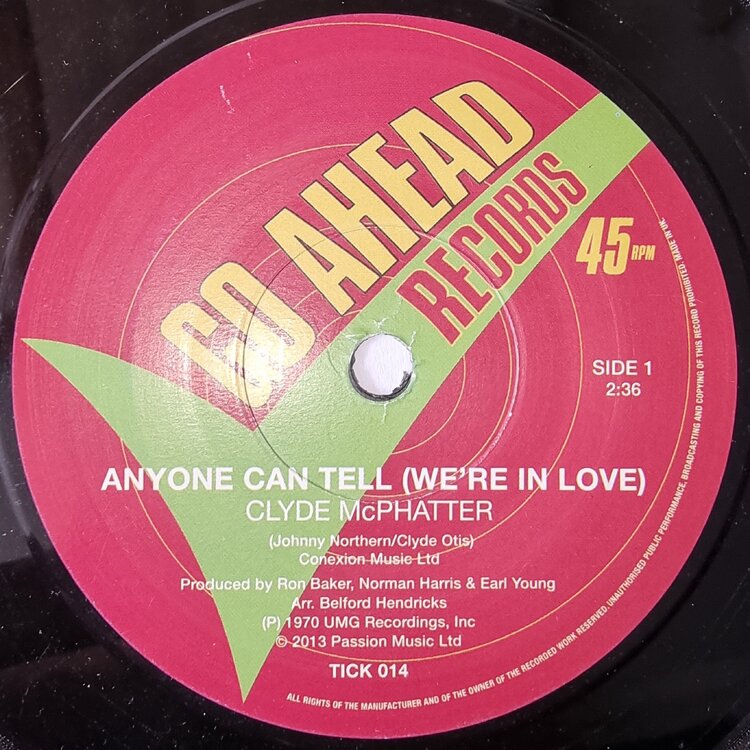 GO AHEAD
RECORDS
45 RPM
SIDE 1
2:36
ANYONE CAN TELL (WE'RE IN LOVE)
CLYDE McPHATTER
(Johnny Northern/Clyde Otis)
Conexion Music Ltd
Produced by Ron Baker, Norman Harris & Earl Young
Arr. Belford Hendricks
(P) 1970 UMG Recordings, Inc
© 2013 Passion Music Ltd
TICK 014
ALL RIGHTS OF THE MANUFACTURER AND OF THE OWNER OF THE RECORDED WORK RESERVED. UNAUTHORISED PUBLIC PERFORMANCE, BROADCASTING AND COPYING OF THIS RECORD PROHIBITED. MADE IN UK.